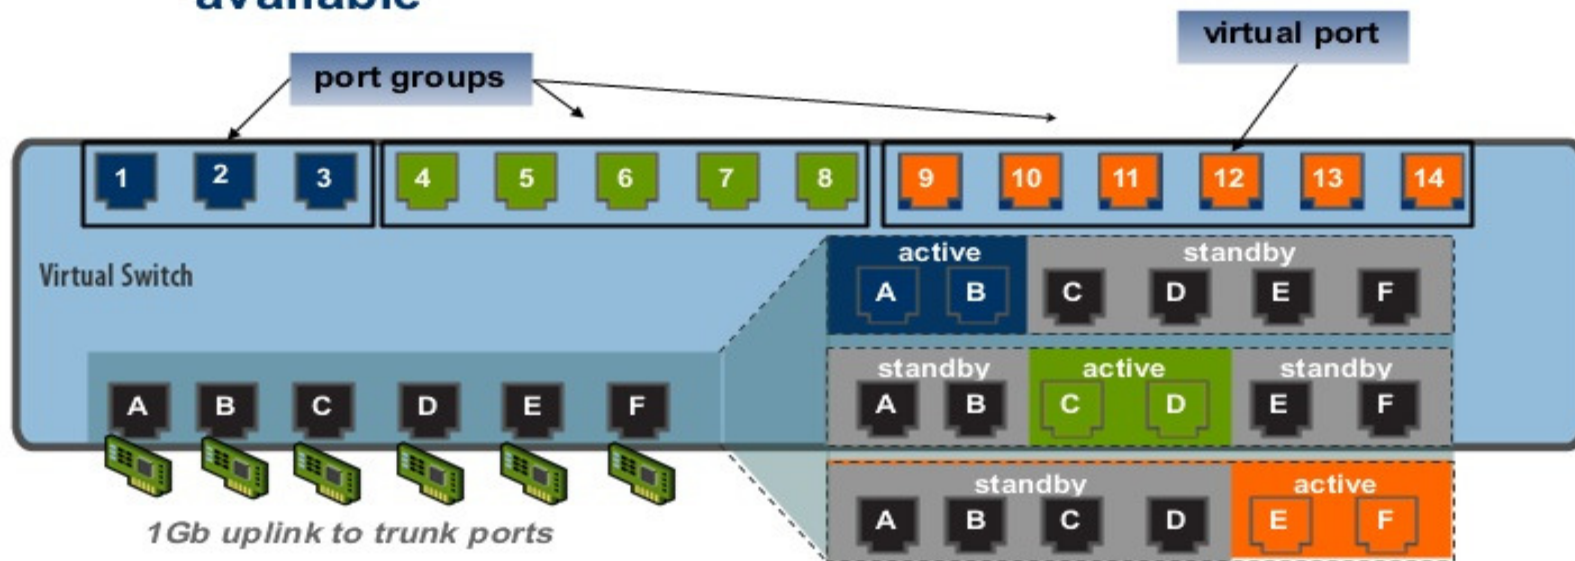 available
virtual port
port groups
1 2 3 4 5 6 7 8 9 10 11 12 13 14
active standby
Virtual Switch
A B C D E F
standby active standby
A B C D E F
A B C D E F
standby active
A B C D E F
1Gb uplink to trunk ports